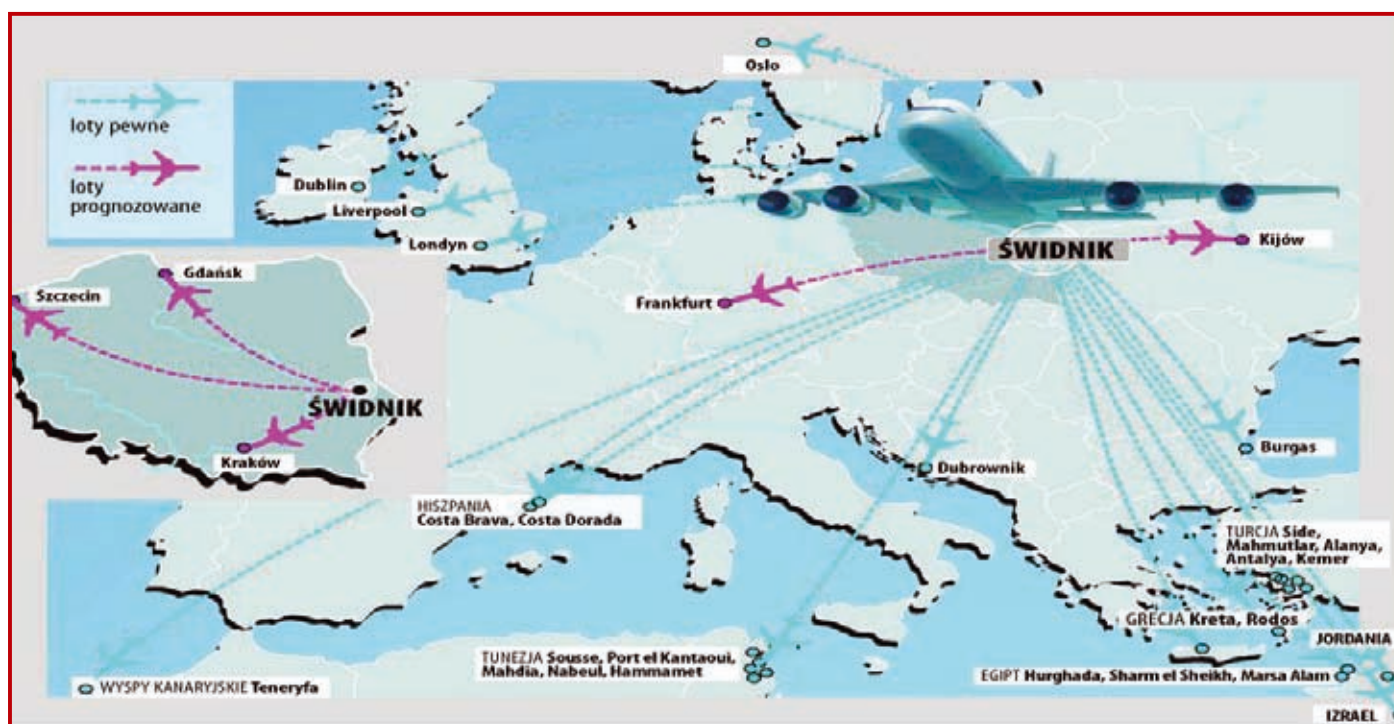 Oslo
loty pewne
loty
prognozowane
Dublin
Liverpool
Londyn
ŚWIDNIK
Kijów
Frankfurt
Gdańsk
Szczecin
ŚWIDNIK
Kraków
Burgas
Dubrownik
HISZPANIA
Costa Brava, Costa Dorada
TURCJA Side,
Mahmutlar, Alanya,
Antalya, Kemer
GRECJA Kreta, Rodos
JORDANIA
TUNEZJA Sousse, Port el Kantaoui,
Mahdia, Nabeul, Hammamet
EGIPT Hurghada, Sharm el Sheikh, Marsa Alam
WYSPY KANARYJSKIE Teneryfa
IZRAEL